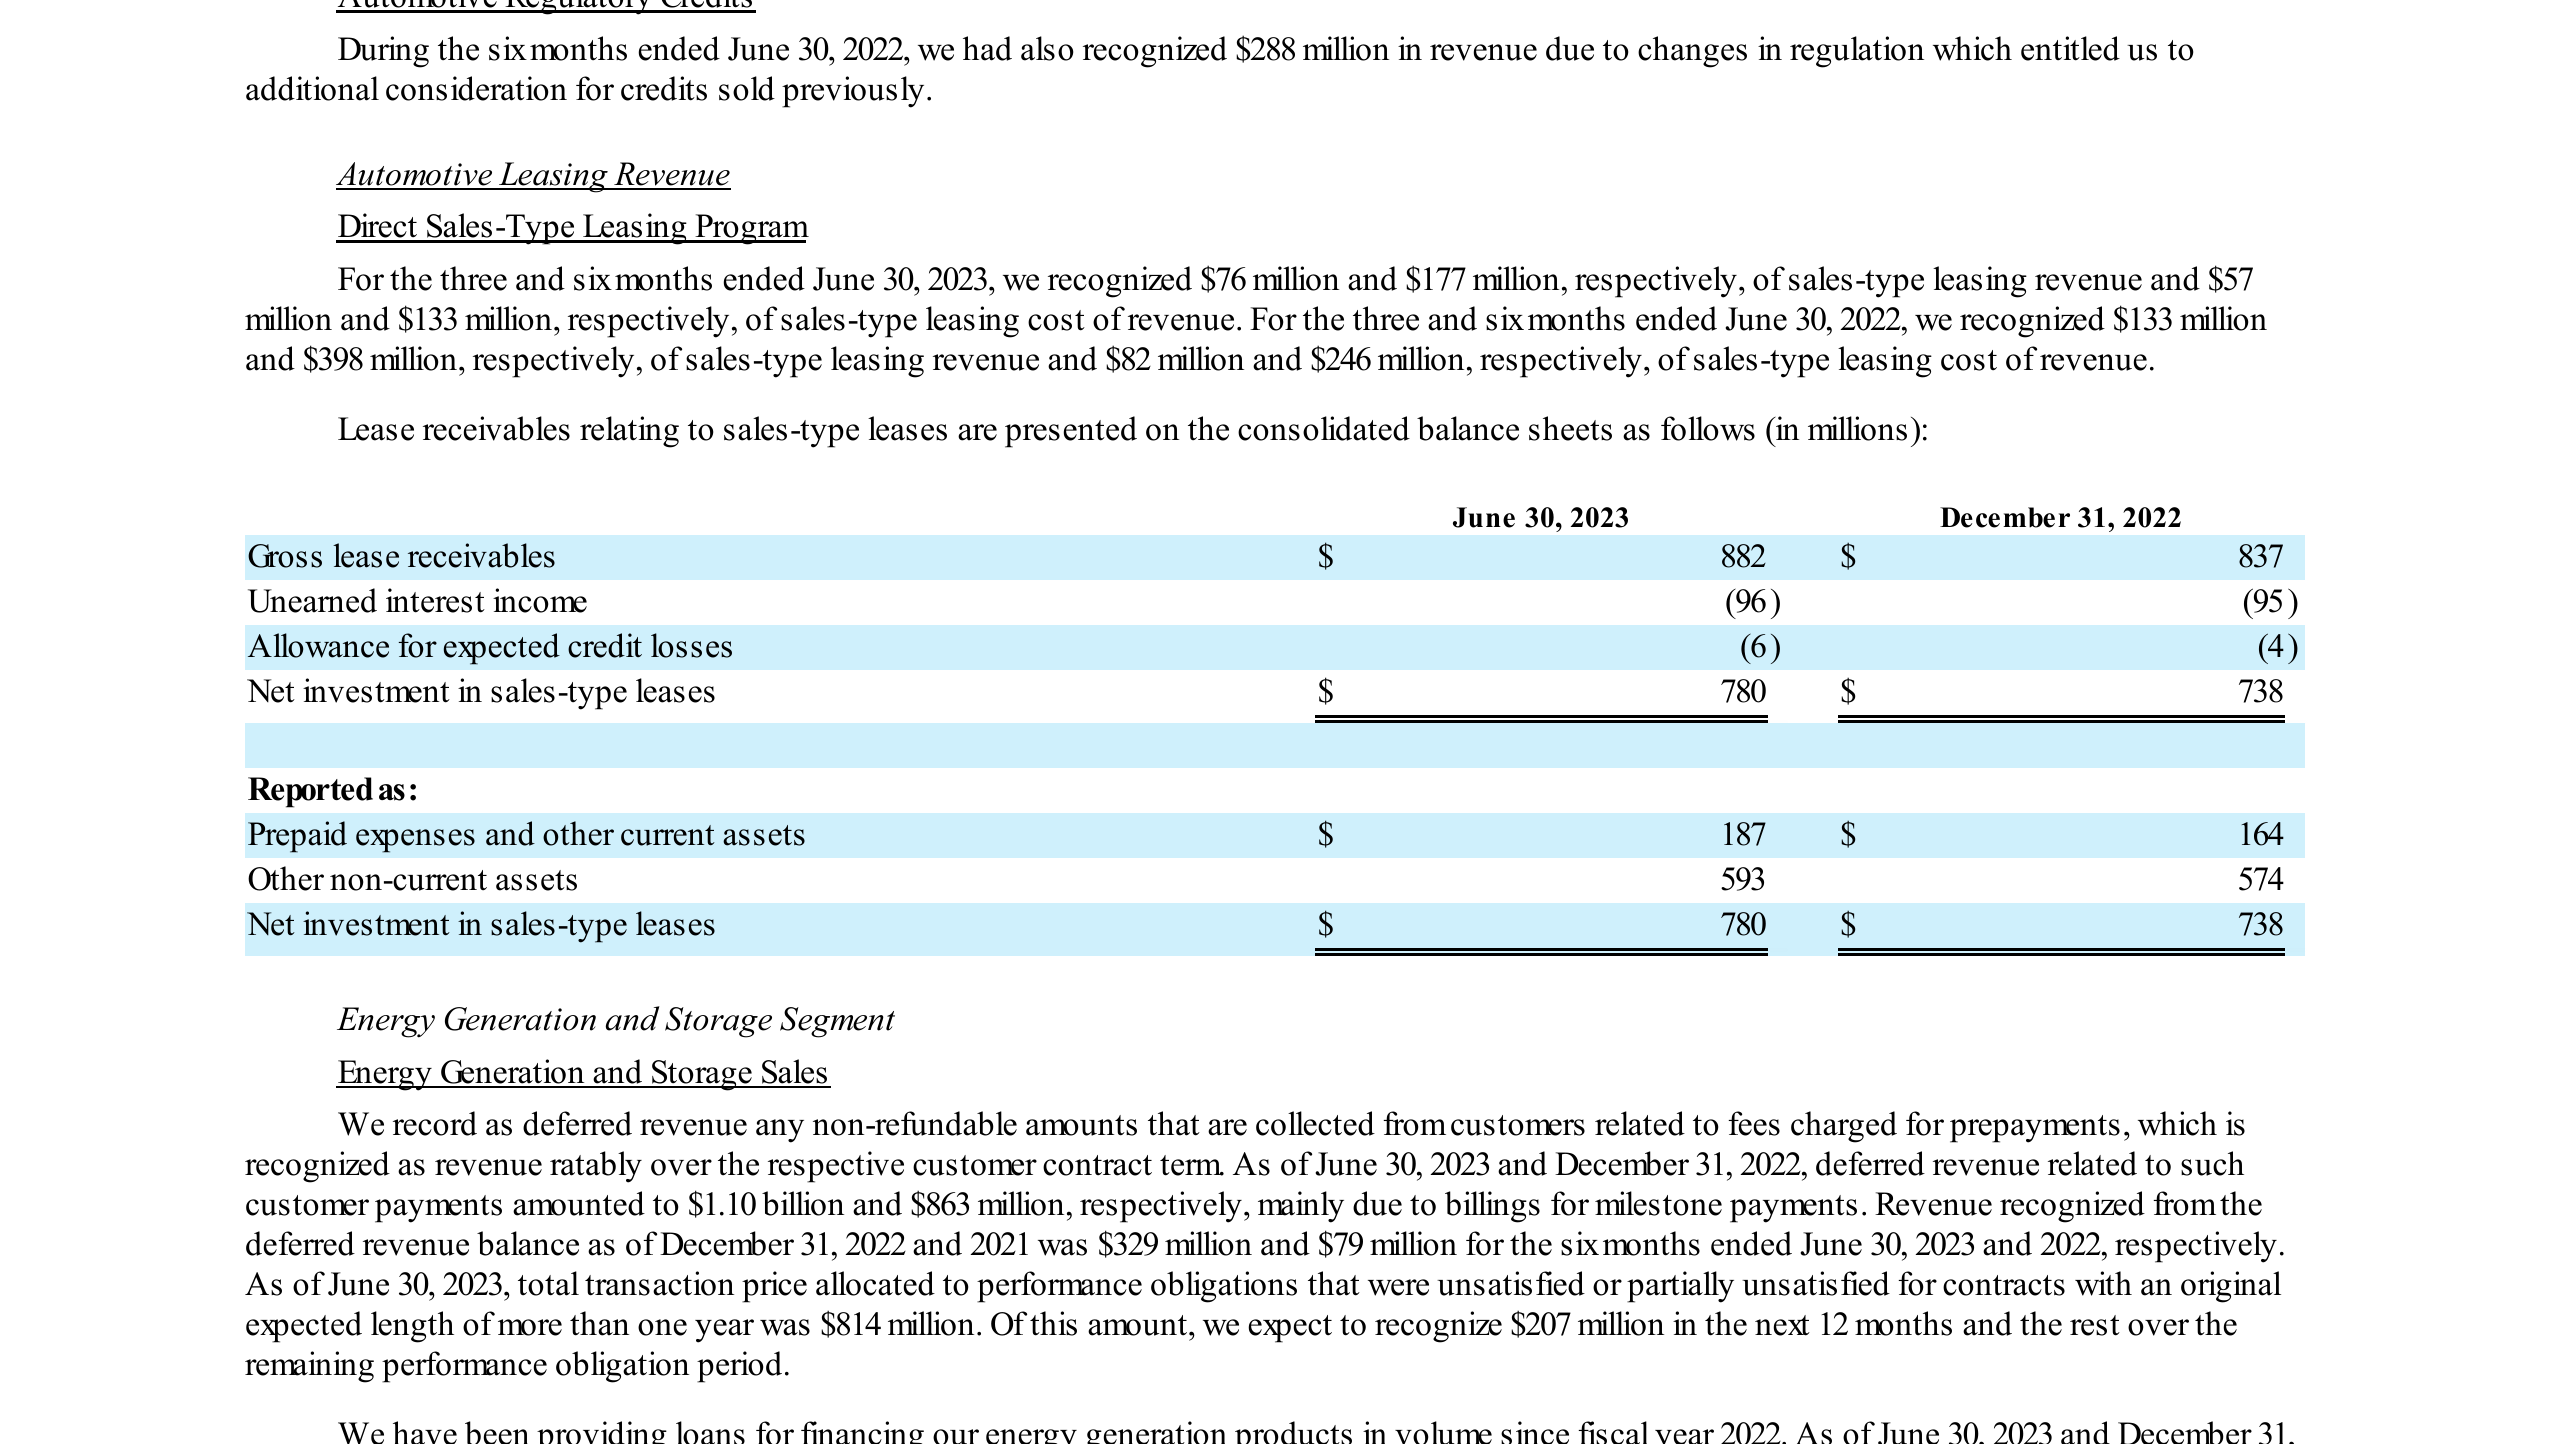 Automotive Regulatory Credits
During the six months ended June 30, 2022, we had also recognized $288 million in revenue due to changes in regulation which entitled us to
additional consideration for credits sold previously.
Automotive Leasing Revenue
Direct Sales-Type Leasing Program
For the three and six months ended June 30, 2023, we recognized $76 million and $177 million, respectively, of sales-type leasing revenue and $57
million and $133 million, respectively, of sales-type leasing cost of revenue. For the three and six months ended June 30, 2022, we recognized $133 million
and $398 million, respectively, of sales-type leasing revenue and $82 million and $246 million, respectively, of sales-type leasing cost of revenue.
Lease receivables relating to sales-type leases are presented on the consolidated balance sheets as follows (in millions):
June 30, 2023 December 31, 2022
Gross lease receivables $ 882 $ 837
Unearned interest income (96) (95)
Allowance for expected credit losses (6) (4)
Net investment in sales-type leases $ 780 $ 738
Reported as:
Prepaid expenses and other current assets $ 187 $ 164
Other non-current assets 593 574
Net investment in sales-type leases $ 780 $ 738
Energy Generation and Storage Segment
Energy Generation and Storage Sales
We record as deferred revenue any non-refundable amounts that are collected from customers related to fees charged for prepayments, which is
recognized as revenue ratably over the respective customer contract term. As of June 30, 2023 and December 31, 2022, deferred revenue related to such
customer payments amounted to $1.10 billion and $863 million, respectively, mainly due to billings for milestone payments. Revenue recognized from the
deferred revenue balance as of December 31, 2022 and 2021 was $329 million and $79 million for the six months ended June 30, 2023 and 2022, respectively.
As of June 30, 2023, total transaction price allocated to performance obligations that were unsatisfied or partially unsatisfied for contracts with an original
expected length of more than one year was $814 million. Of this amount, we expect to recognize $207 million in the next 12 months and the rest over the
remaining performance obligation period.
We have been providing loans for financing our energy generation products in volume since fiscal year 2022. As of June 30, 2023 and December 31,